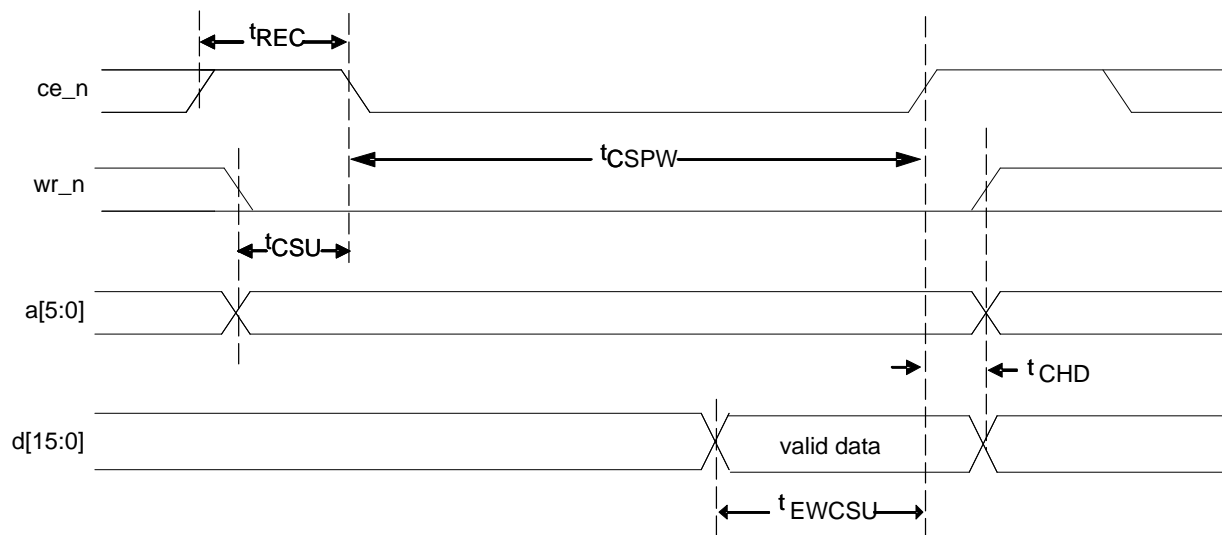 tREC
ce_n
tCSPW
wr_n
tCSU
a[5:0]
tCHD
d[15:0]
valid data
tEWCSU